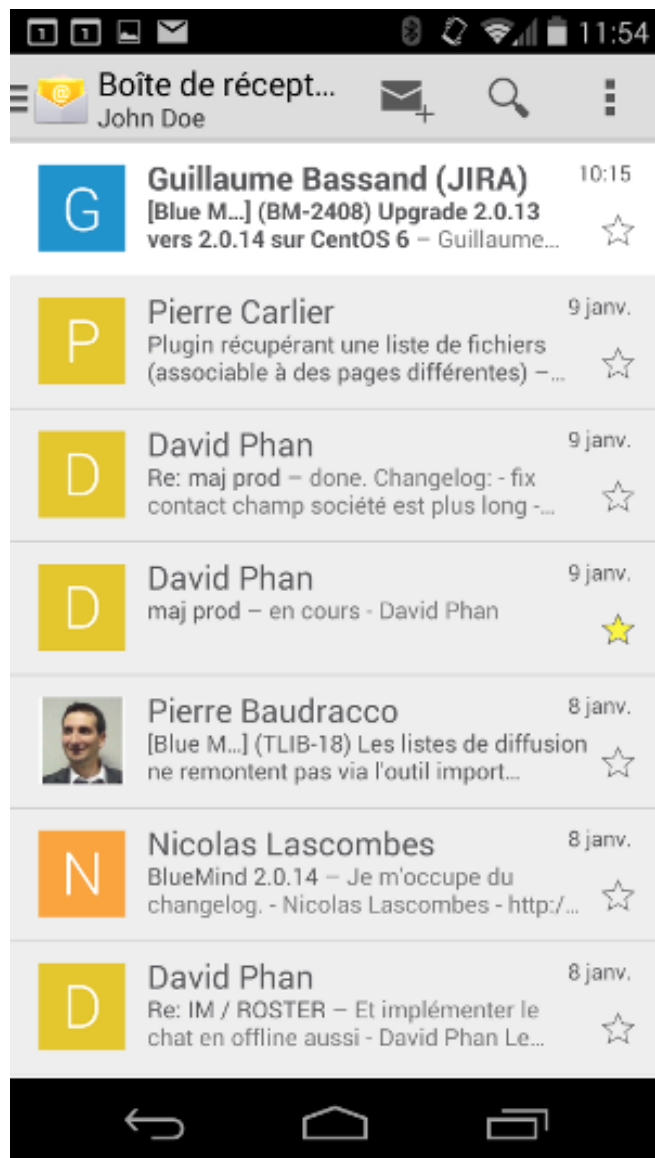 1 1 11:54
Boîte de récept...
John Doe
G
Guillaume Bassand (JIRA) 10:15
[Blue M...] (BM-2408) Upgrade 2.0.13
vers 2.0.14 sur CentOS 6 – Guillaume...
P
Pierre Carlier 9 janv.
Plugin récupérant une liste de fichiers
(associable à des pages différentes) –...
D
David Phan 9 janv.
Re: maj prod – done. Changelog: - fix
contact champ société est plus long -...
D
David Phan 9 janv.
maj prod – en cours - David Phan
Pierre Baudracco 8 janv.
[Blue M...] (TLIB-18) Les listes de diffusion
ne remontent pas via l'outil import...
N
Nicolas Lascombes 8 janv.
BlueMind 2.0.14 – Je m'occupe du
changelog. - Nicolas Lascombes - http:/...
D
David Phan 8 janv.
Re: IM / ROSTER – Et implémenter le
chat en offline aussi - David Phan Le...